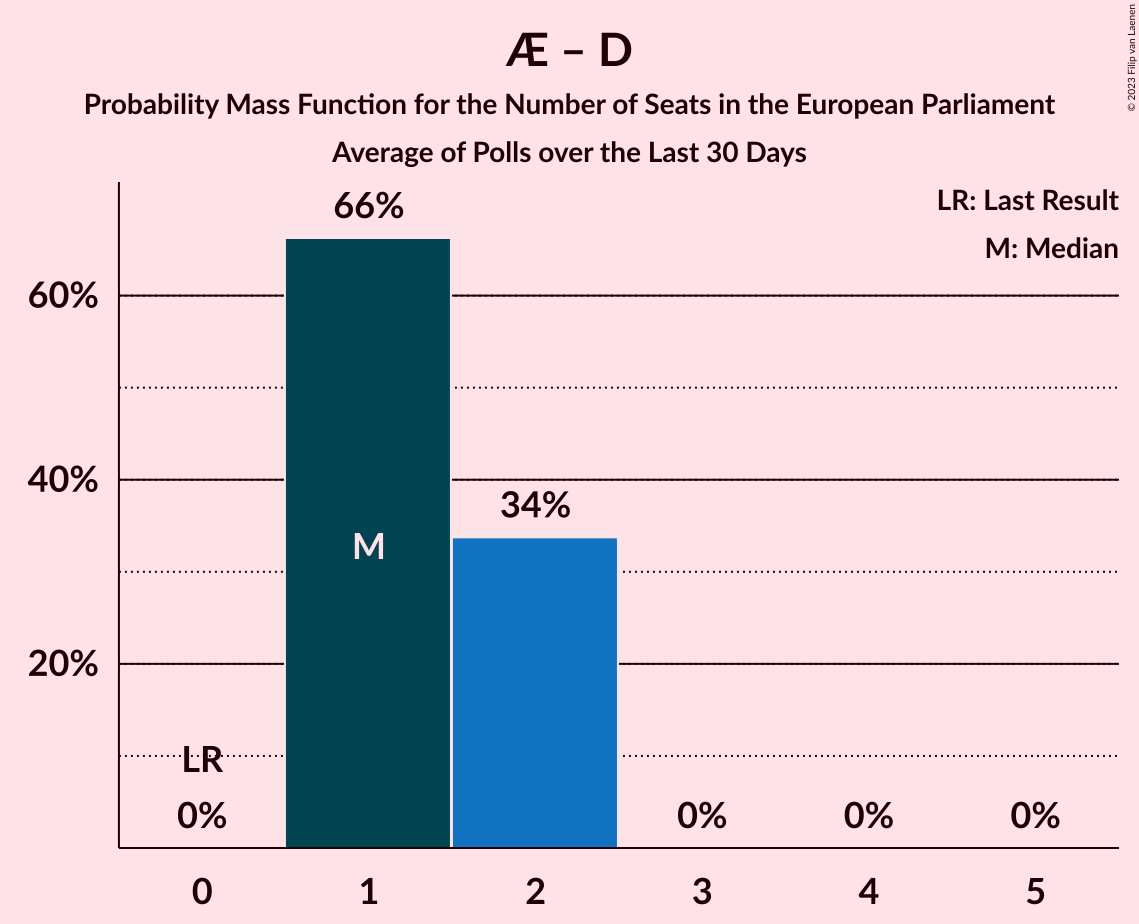 Æ – D
Probability Mass Function for the Number of Seats in the European Parliament
Average of Polls over the Last 30 Days
© 2023 Filip van Laenen
LR: Last Result
M: Median
66%
60%
40%
34%
M
20%
LR
0%
0%
0%
0%
0 1 2 3 4 5